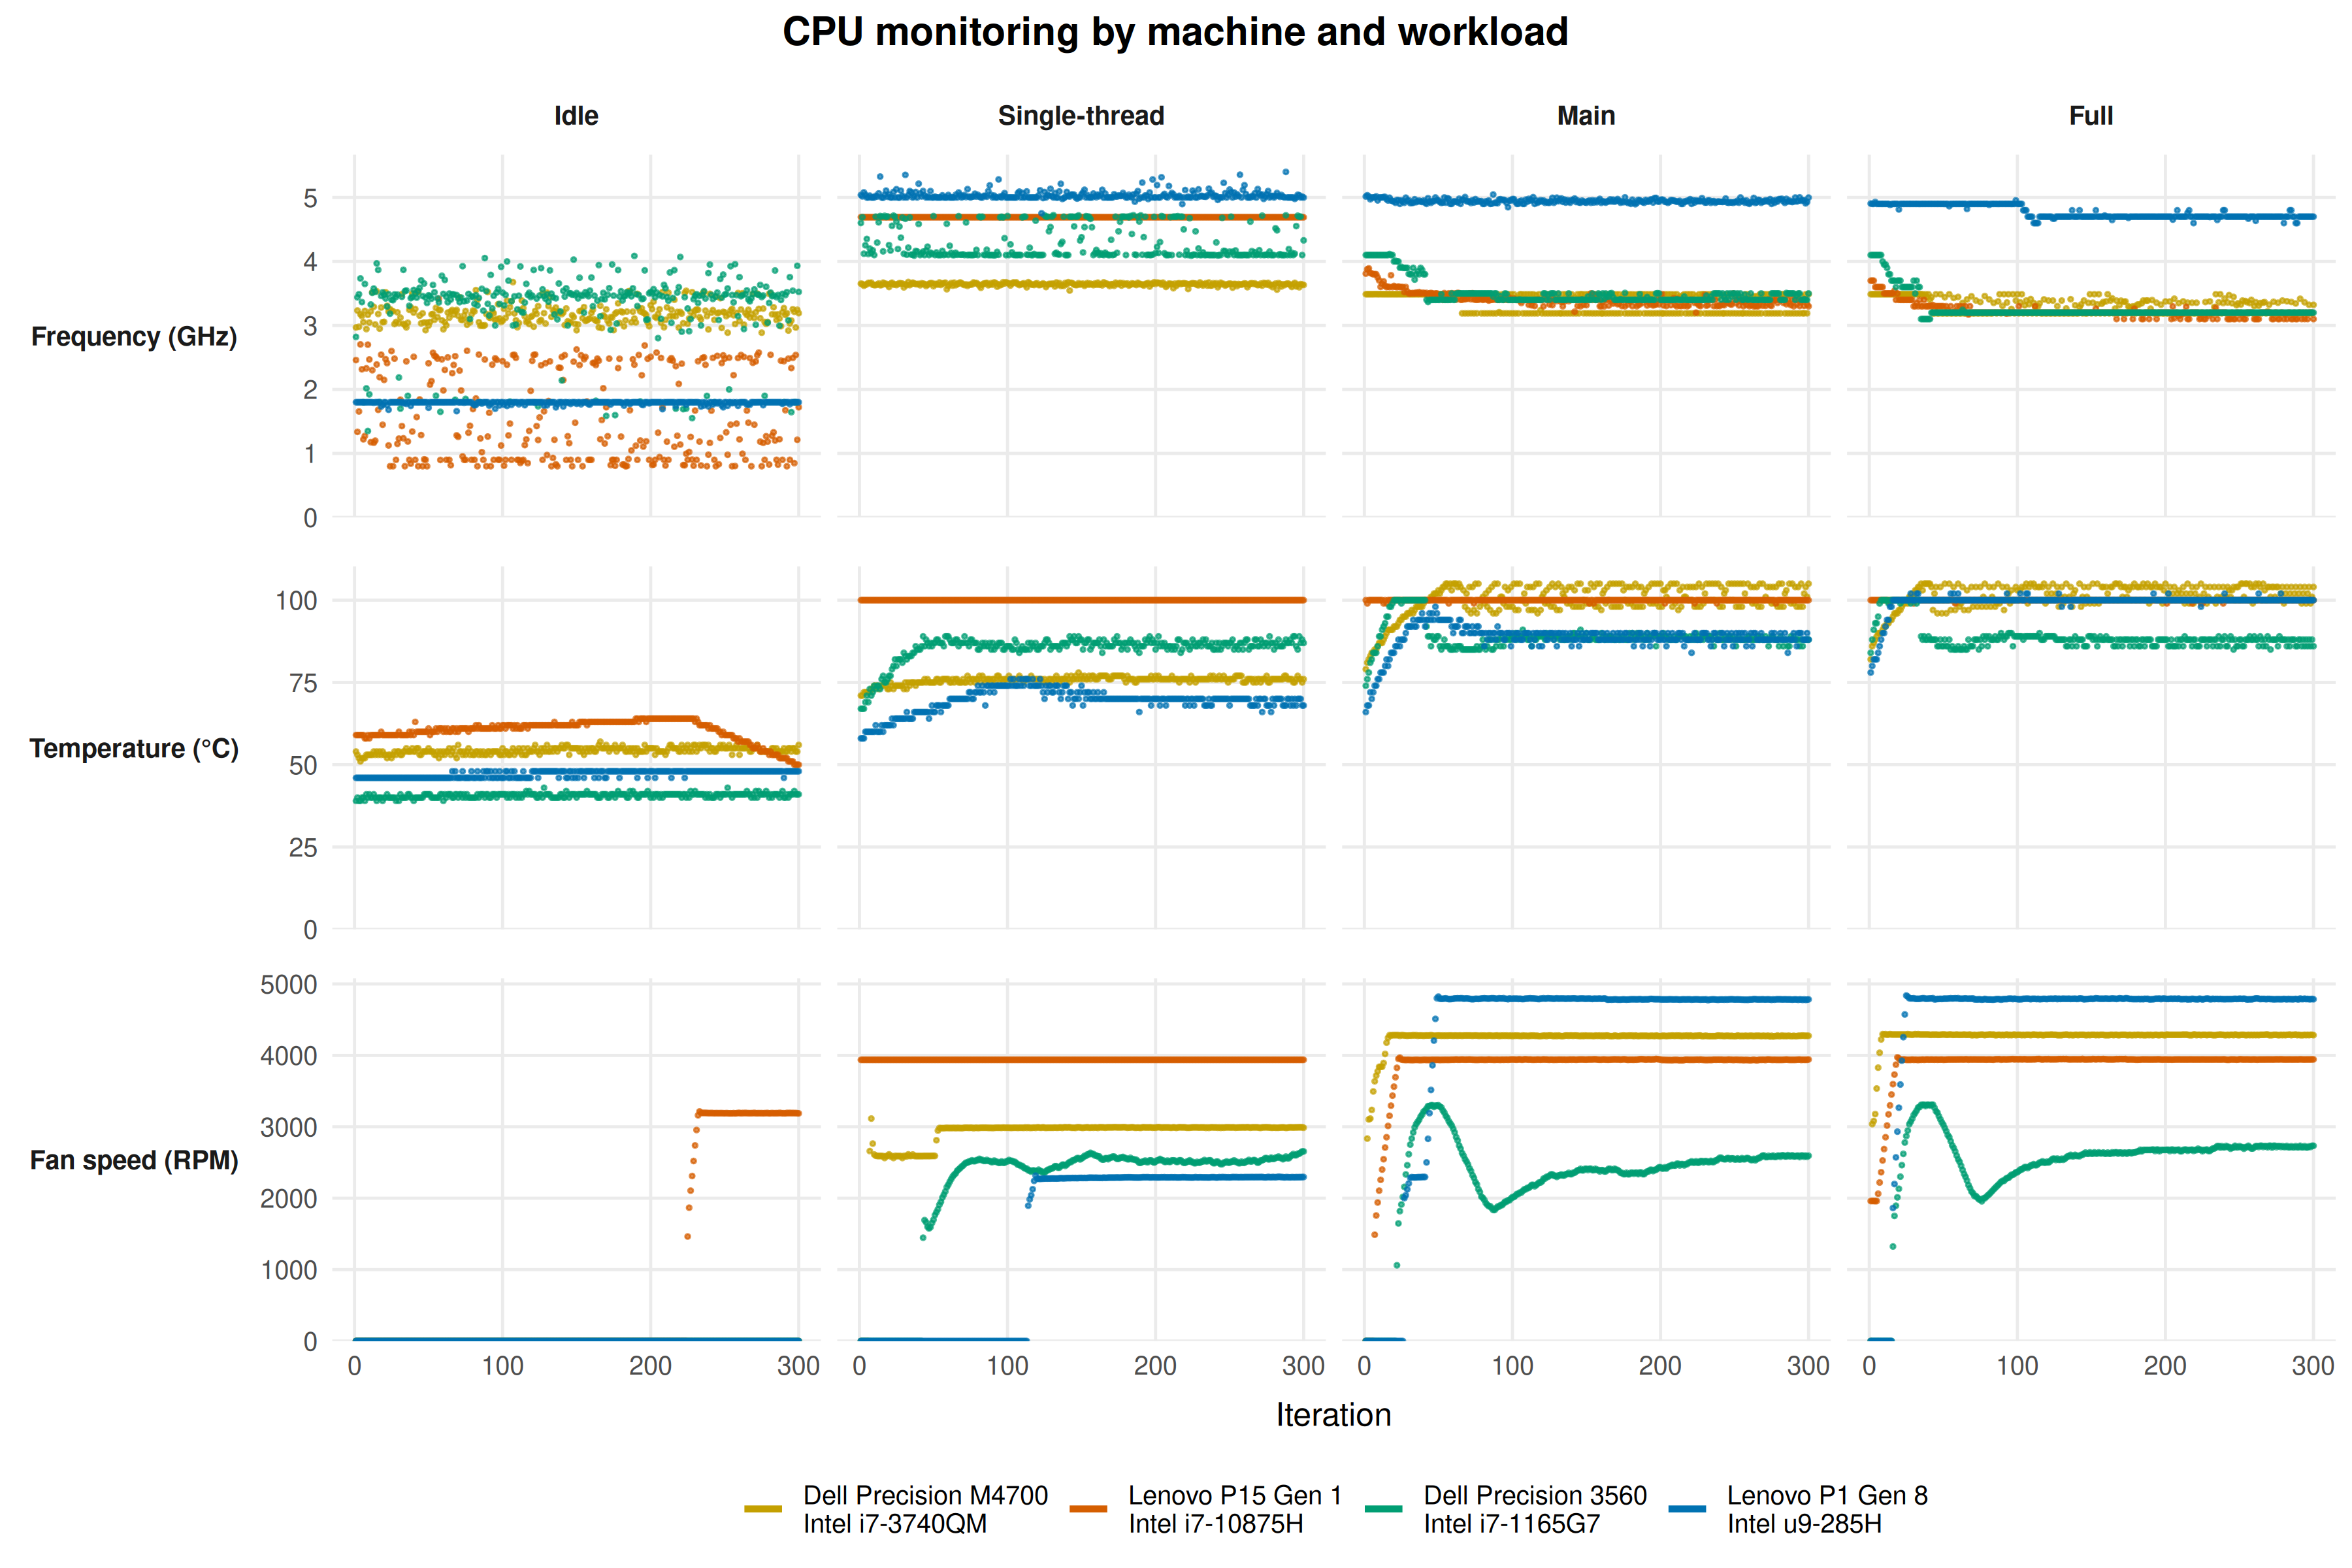 CPU monitoring by machine and workload
Idle Single-thread Main Full
5
4
Frequency (GHz)
3
2
1
0
100
75
Temperature (°C)
50
25
0
5000
4000
3000
Fan speed (RPM)
2000
1000
0
0 100 200 300 0 100 200 300 0 100 200 300 0 100 200 300
Iteration
Dell Precision M4700 Lenovo P15 Gen 1 Dell Precision 3560 Lenovo P1 Gen 8
Intel i7-3740QM Intel i7-10875H Intel i7-1165G7 Intel u9-285H